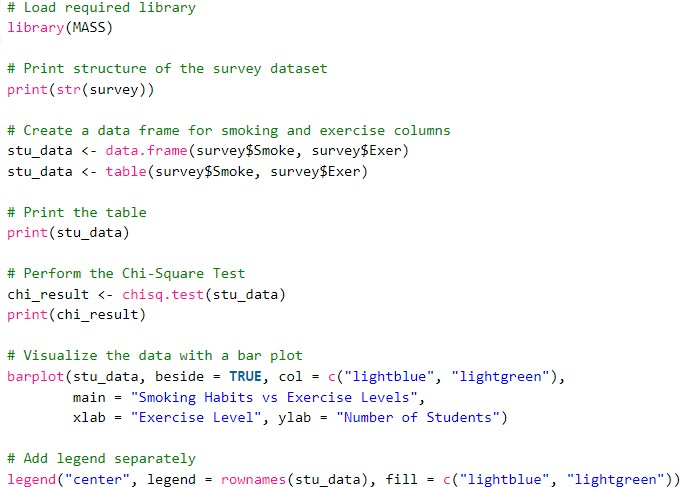 # Load required library
library(MASS)
# Print structure of the survey dataset
print(str(survey))
# Create a data frame for smoking and exercise columns
stu_data <- data.frame(survey$Smoke, survey$Exer)
stu_data <- table(survey$Smoke, survey$Exer)
# Print the table
print(stu_data)
# Perform the Chi-Square Test
chi_result <- chisq.test(stu_data)
print(chi_result)
# Visualize the data with a bar plot
barplot(stu_data, beside = TRUE, col = c("lightblue", "lightgreen"),
        main = "Smoking Habits vs Exercise Levels",
        xlab = "Exercise Level", ylab = "Number of Students")
# Add legend separately
legend("center", legend = rownames(stu_data), fill = c("lightblue", "lightgreen"))